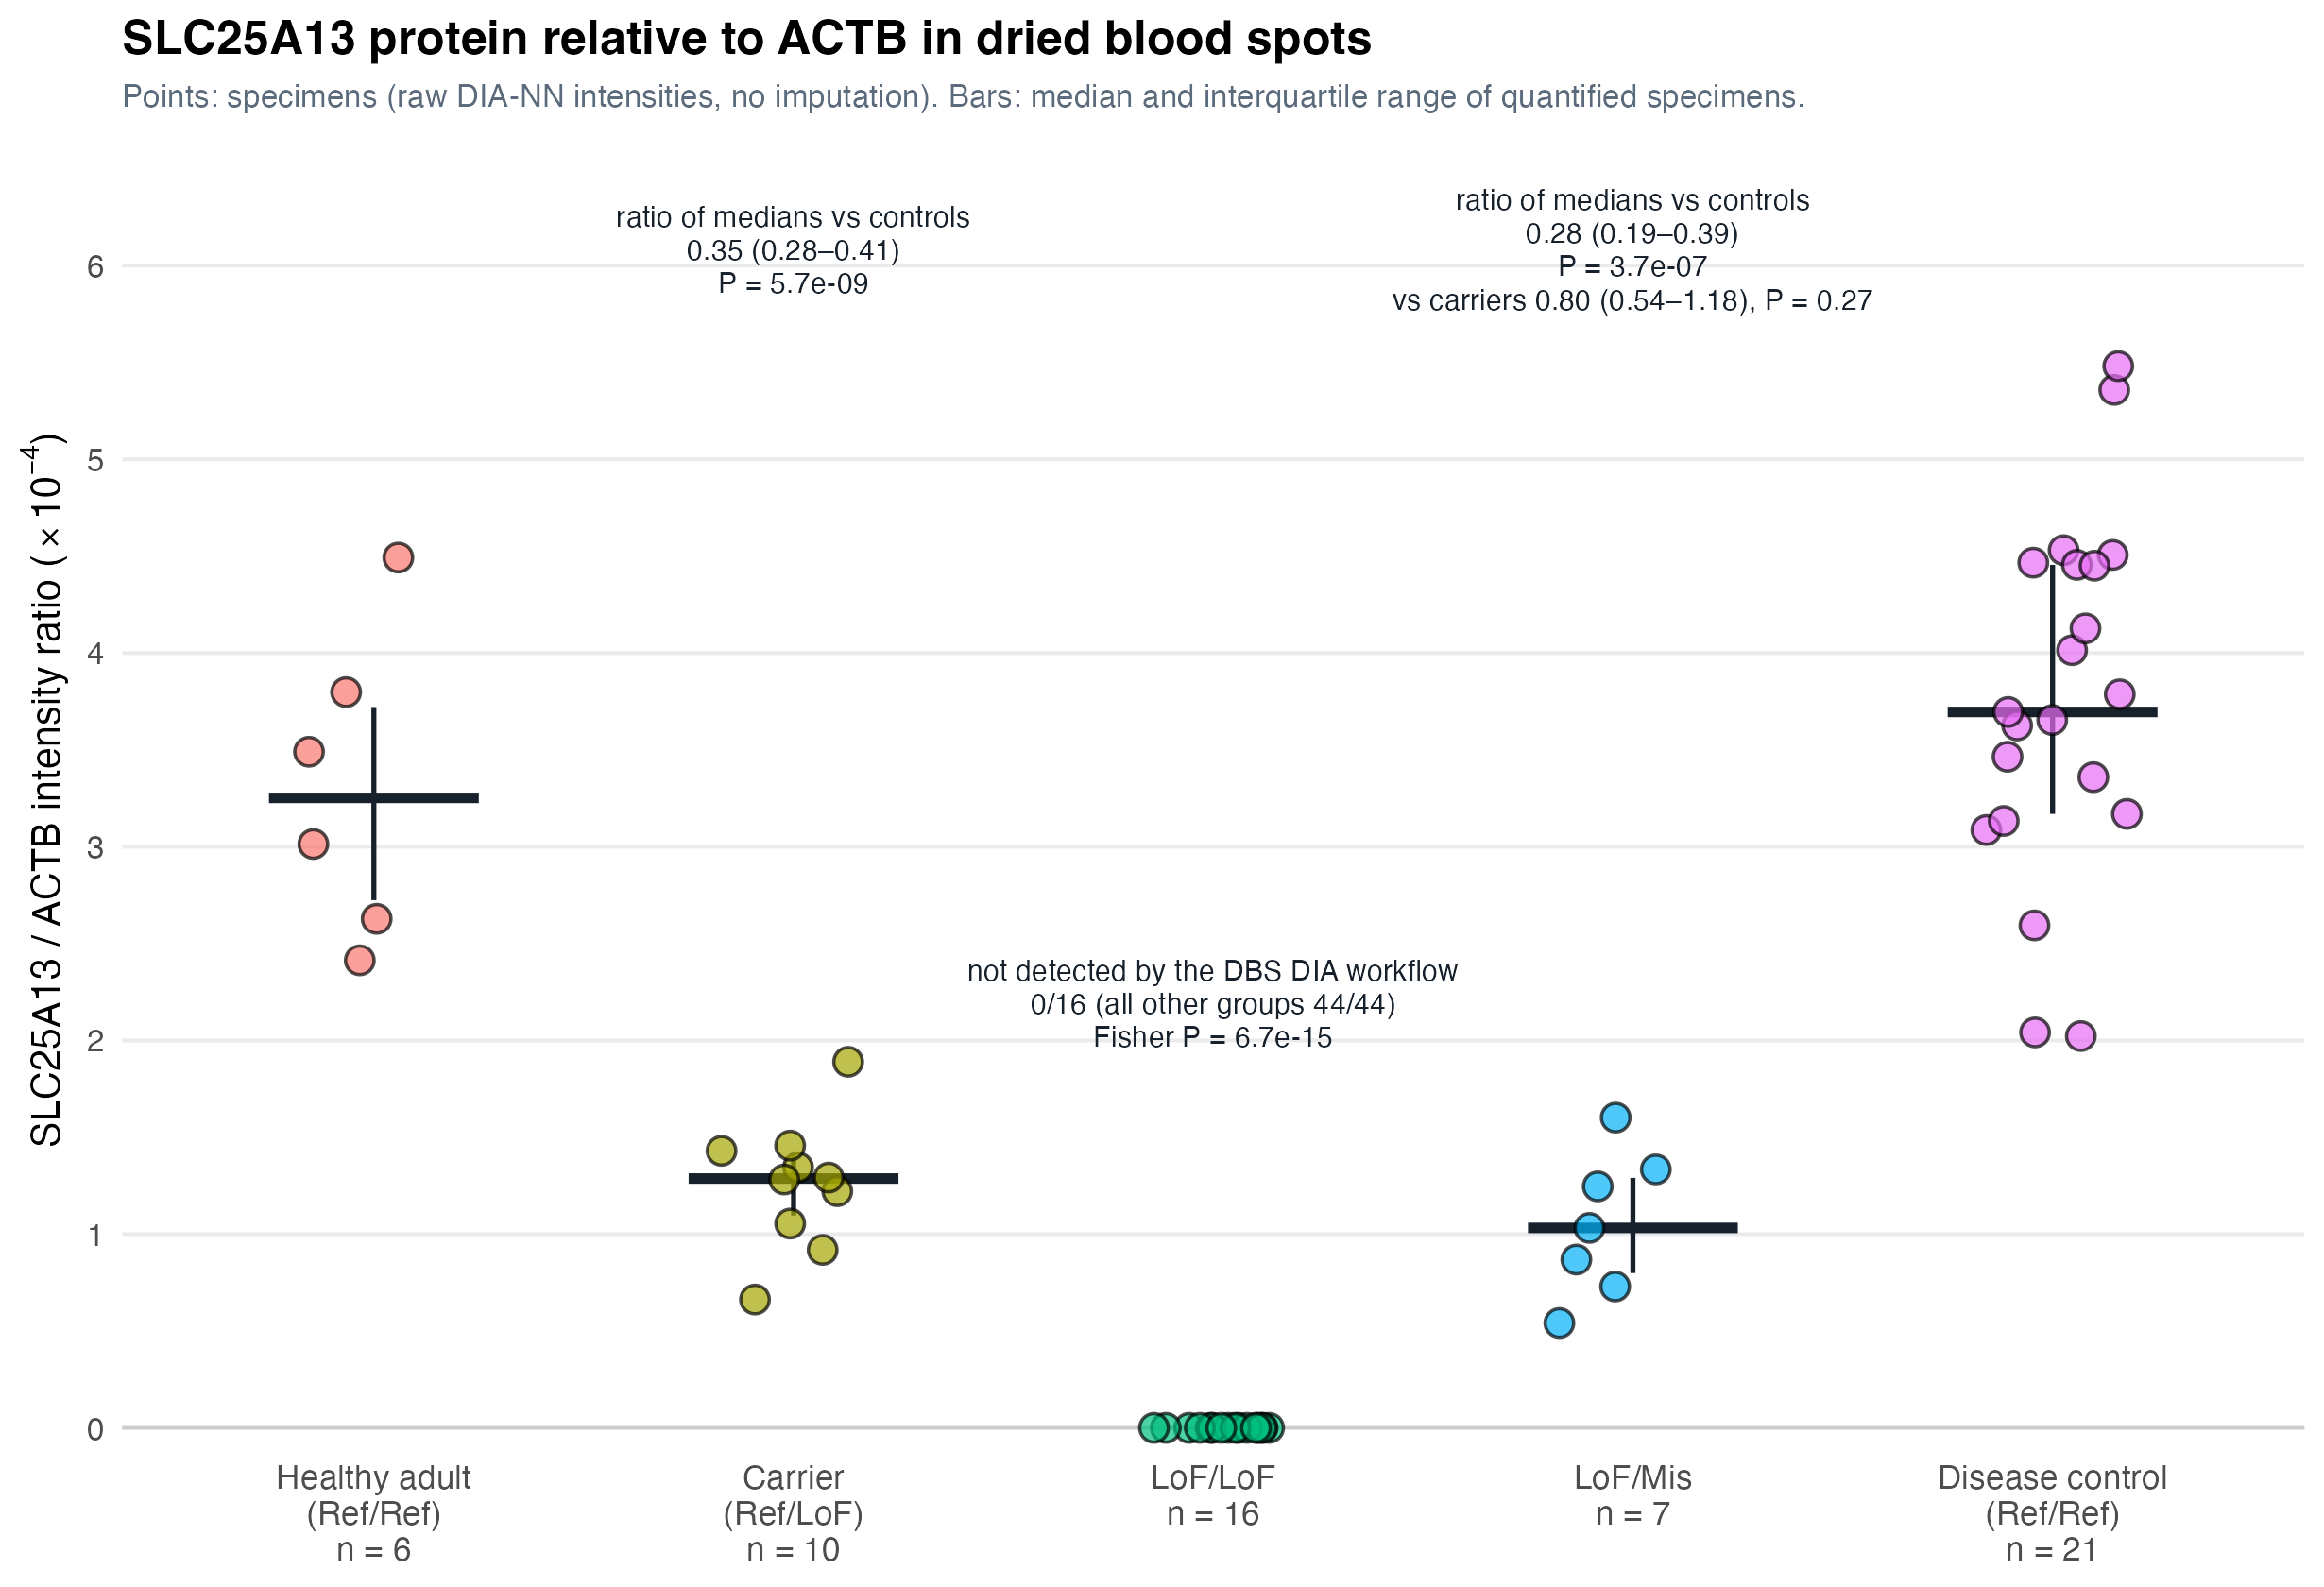 SLC25A13 protein relative to ACTB in dried blood spots
Points: specimens (raw DIA-NN intensities, no imputation). Bars: median and interquartile range of quantified specimens.
SLC25A13 / ACTB intensity ratio (× 10⁻⁴)
6
5
4
3
2
1
0
ratio of medians vs controls
0.35 (0.28–0.41)
P = 5.7e-09
ratio of medians vs controls
0.28 (0.19–0.39)
P = 3.7e-07
vs carriers 0.80 (0.54–1.18), P = 0.27
not detected by the DBS DIA workflow
0/16 (all other groups 44/44)
Fisher P = 6.7e-15
Healthy adult
(Ref/Ref)
n = 6
Carrier
(Ref/LoF)
n = 10
LoF/LoF
n = 16
LoF/Mis
n = 7
Disease control
(Ref/Ref)
n = 21